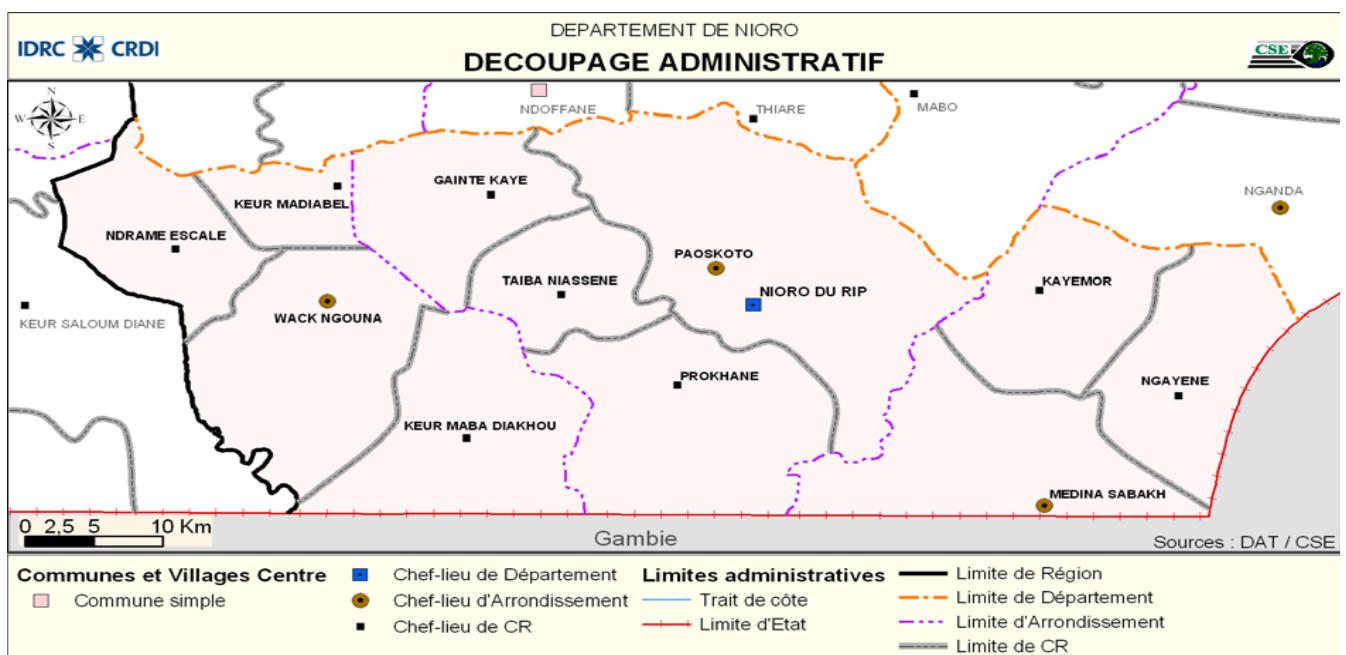 DEPARTEMENT DE NIORO
IDRC CRDI
DECOUPAGE ADMINISTRATIF
CSE
N
W E
S
NDOFFANE
THIARE
MABO
NGANDA
KEUR MADIABEL
GAINTE KAYE
NDRAME ESCALE
PAOSKOTO
TAIBA NIASSENE
NIORO DU RIP
KAYEMOR
WACK NGOUNA
KEUR SALOUM DIANE
PROKHANE
NGAYENE
KEUR MABA DIAKHOU
MEDINA SABAKH
0 2,5 5 10 Km
Gambie
Sources : DAT / CSE
Communes et Villages Centre
Commune simple
Chef-lieu de Département
Chef-lieu d'Arrondissement
Chef-lieu de CR
Limites administratives
Trait de côte
Limite d'Etat
Limite de Région
Limite de Département
Limite d'Arrondissement
Limite de CR